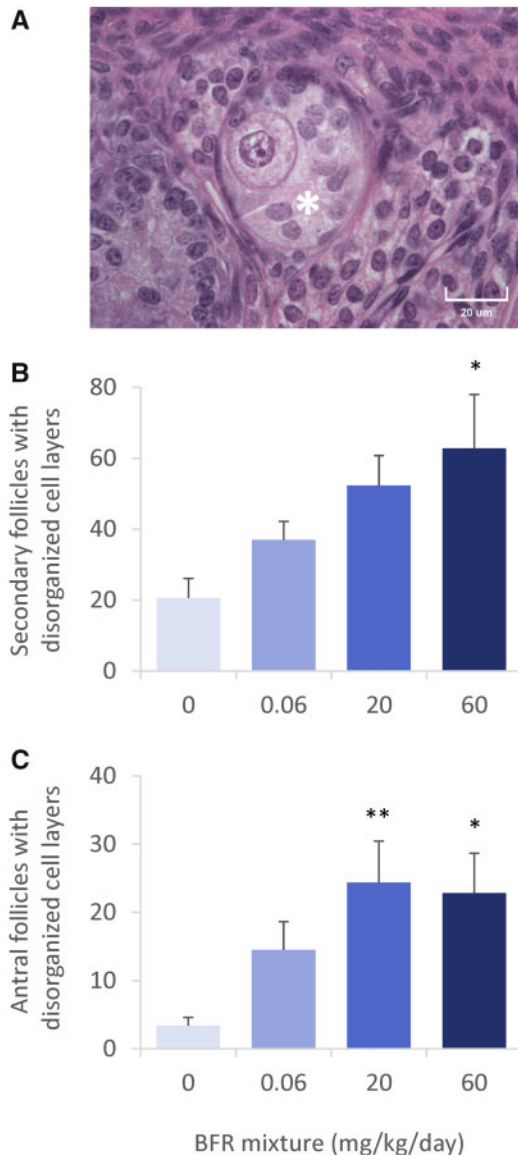 A
*
20 um
B
Secondary follicles with
disorganized cell layers
80
60
40
20
0
*
0 0.06 20 60
C
Antral follicles with
disorganized cell layers
40
30
20
10
0
**
*
0 0.06 20 60
BFR mixture (mg/kg/day)